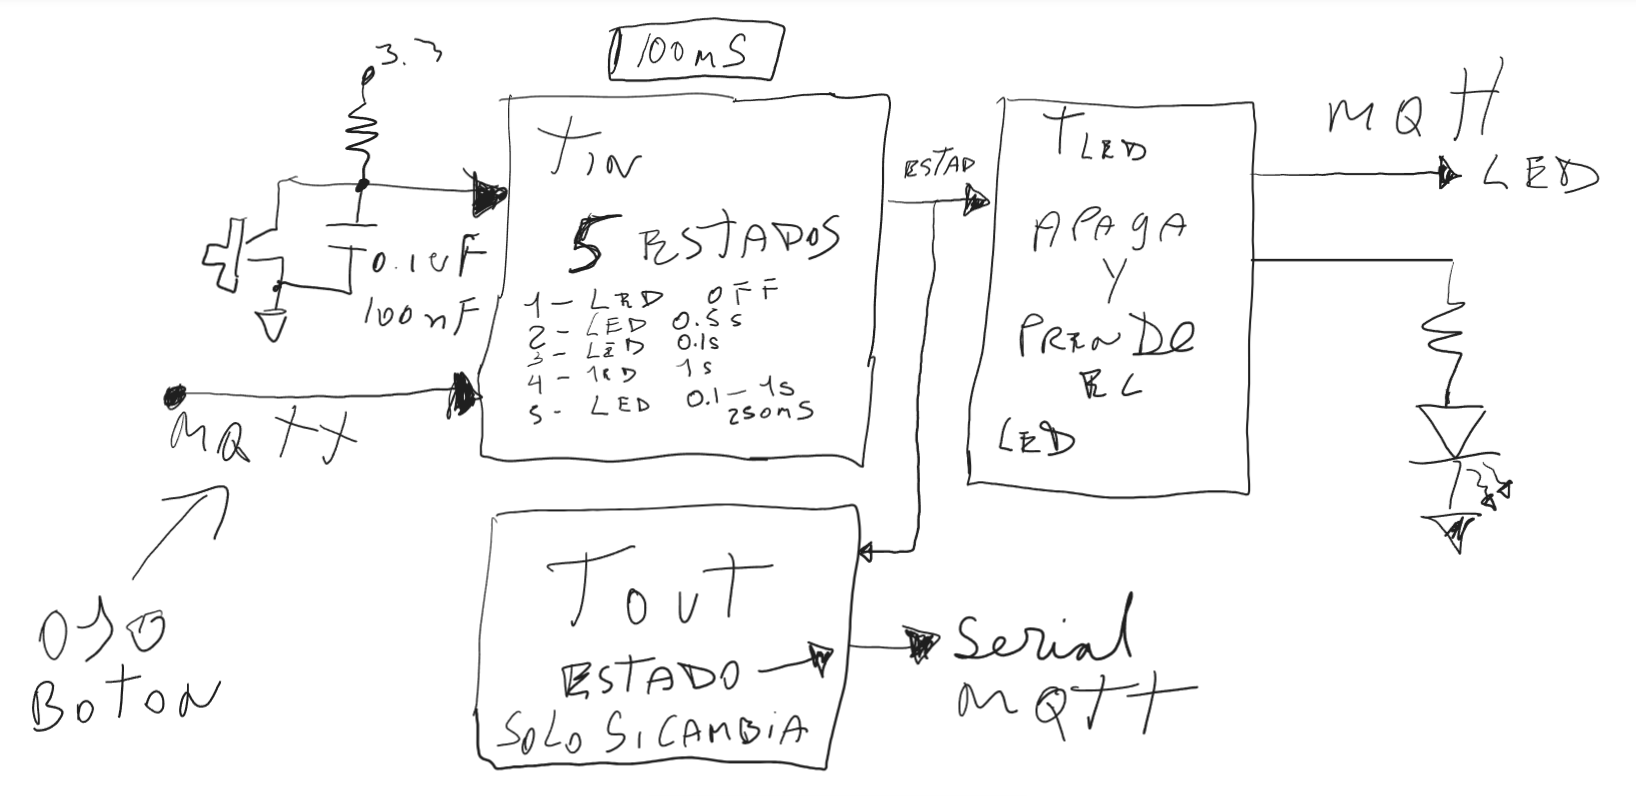 100mS
3.3
TIN
5 ESTADOS
1- LED OFF
2- LED 0.5s
3- LED 0.1s
4- LED 1s
5- LED 0.1-1s
250mS
0.1uF
100nF
MQTT
OJO
BOTON
ESTAD
TLED
APAGA
Y
PRENDE
EL
LED
MQTT
LED
TOUT
ESTADO
SOLO SI CAMBIA
Serial
MQTT